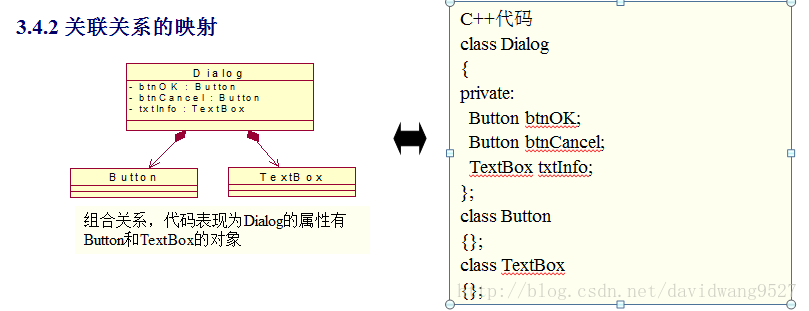 3.4.2 关联关系的映射
Dialog
- btnOK : Button
- btnCancel : Button
- txtInfo : TextBox
Button
TextBox
组合关系，代码表现为Dialog的属性有
Button和TextBox的对象
C++代码
class Dialog
{
private:
Button btnOK;
Button btnCancel;
TextBox txtInfo;
};
class Button
{};
class TextBox
{};
http://blog.csdn.net/davidwang9527